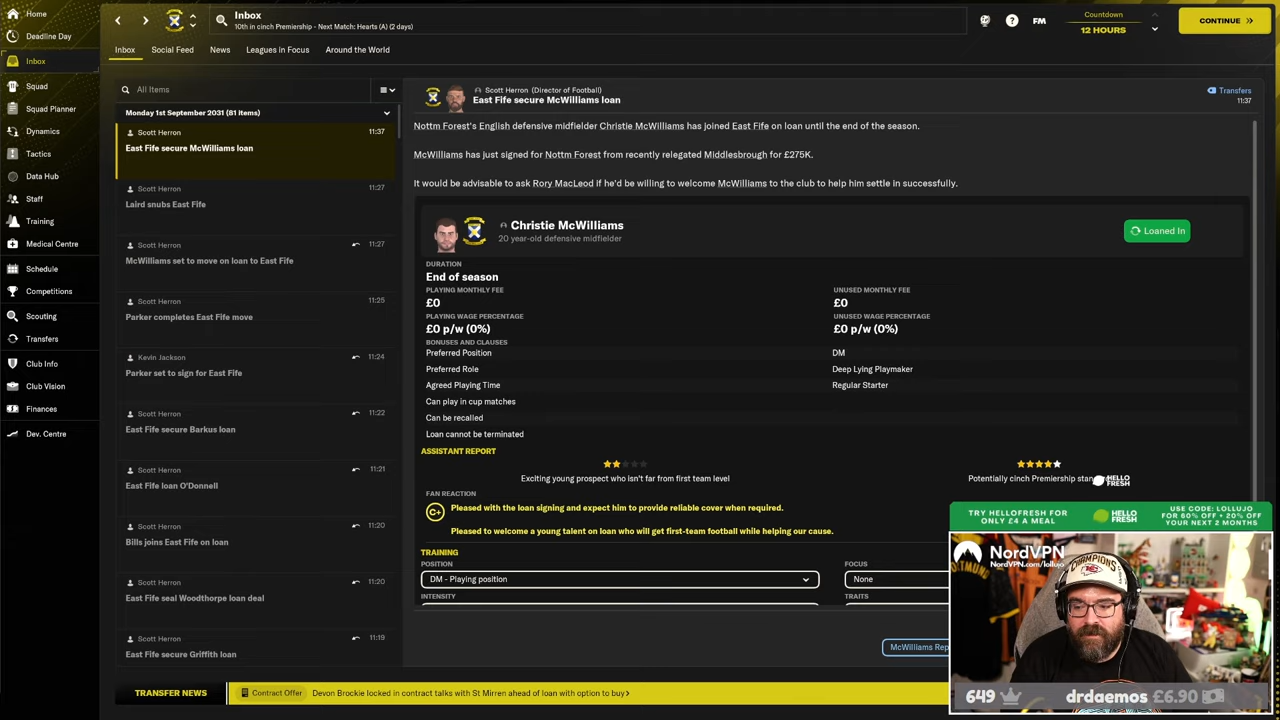 Home
Deadline Day
Inbox
Squad
Squad Planner
Dynamics
Tactics
Data Hub
Staff
Training
Medical Centre
Schedule
Competitions
Scouting
Transfers
Club Info
Club Vision
Finances
Dev. Centre
Inbox
10th in cinch Premiership - Next Match: Hearts (A) (2 days)
FM
Countdown
12 HOURS
CONTINUE
Inbox
Social Feed
News
Leagues in Focus
Around the World
All Items
Monday 1st September 2031 (81 Items)
Scott Herron 11:37
East Fife secure McWilliams loan
Scott Herron 11:27
Laird snubs East Fife
Scott Herron 11:27
McWilliams set to move on loan to East Fife
Scott Herron 11:25
Parker completes East Fife move
Kevin Jackson 11:24
Parker set to sign for East Fife
Scott Herron 11:22
East Fife secure Barkus loan
Scott Herron 11:21
East Fife loan O'Donnell
Scott Herron 11:20
Bills joins East Fife on loan
Scott Herron 11:20
East Fife seal Woodthorpe loan deal
Scott Herron 11:19
East Fife secure Griffith loan
Scott Herron (Director of Football)
East Fife secure McWilliams loan
Transfers
11:37
Nottm Forest's English defensive midfielder Christie McWilliams has joined East Fife on loan until the end of the season.
McWilliams has just signed for Nottm Forest from recently relegated Middlesbrough for £275K.
It would be advisable to ask Rory MacLeod if he'd be willing to welcome McWilliams to the club to help him settle in successfully.
Christie McWilliams
20 year-old defensive midfielder
Loaned In
DURATION
End of season
PLAYING MONTHLY FEE
£0
UNUSED MONTHLY FEE
£0
PLAYING WAGE PERCENTAGE
£0 p/w (0%)
UNUSED WAGE PERCENTAGE
£0 p/w (0%)
BONUSES AND CLAUSES
Preferred Position DM
Preferred Role Deep Lying Playmaker
Agreed Playing Time Regular Starter
Can play in cup matches
Can be recalled
Loan cannot be terminated
ASSISTANT REPORT
Exciting young prospect who isn't far from first team level
Potentially cinch Premiership stan
HELLO
FRESH
FAN REACTION
C+
Pleased with the loan signing and expect him to provide reliable cover when required.
Pleased to welcome a young talent on loan who will get first-team football while helping our cause.
TRAINING
POSITION
DM - Playing position
FOCUS
None
INTENSITY
TRAITS
McWilliams Rep
TRY HELLOFRESH FOR
ONLY £4 A MEAL
HELLO
FRESH
USE CODE: LOLLUJO
FOR 60% OFF + 20% OFF
YOUR NEXT 2 MONTHS
NordVPN
NordVPN.com/lollujo
CHAMPIONS
649
drdaemos £6.90
TRANSFER NEWS
Contract Offer
Devon Brockie locked in contract talks with St Mirren ahead of loan with option to buy>